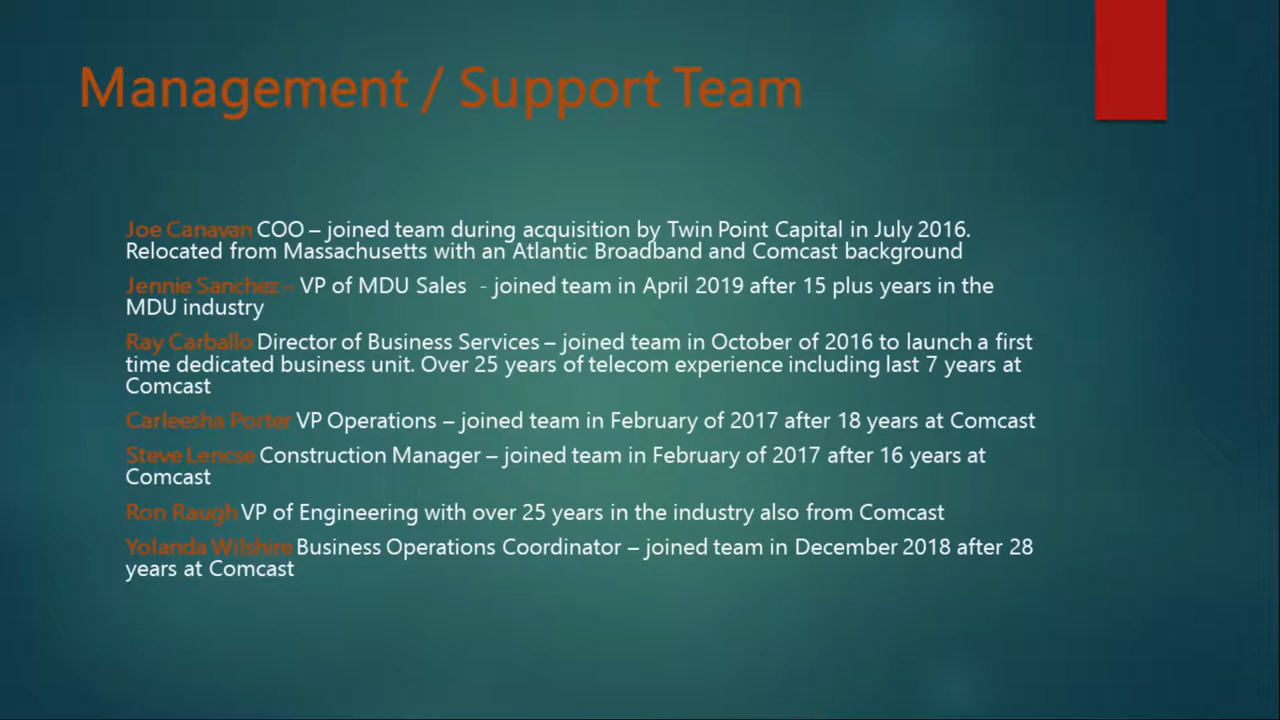 Management / Support Team
Joe Canavan COO – joined team during acquisition by Twin Point Capital in July 2016.
Relocated from Massachusetts with an Atlantic Broadband and Comcast background
Jennie Sanchez – VP of MDU Sales - joined team in April 2019 after 15 plus years in the
MDU industry
Ray Carballo Director of Business Services – joined team in October of 2016 to launch a first
time dedicated business unit. Over 25 years of telecom experience including last 7 years at
Comcast
Carleesha Porter VP Operations – joined team in February of 2017 after 18 years at Comcast
Steve Lencse Construction Manager – joined team in February of 2017 after 16 years at
Comcast
Ron Raugh VP of Engineering with over 25 years in the industry also from Comcast
Yolanda Wilshire Business Operations Coordinator – joined team in December 2018 after 28
years at Comcast